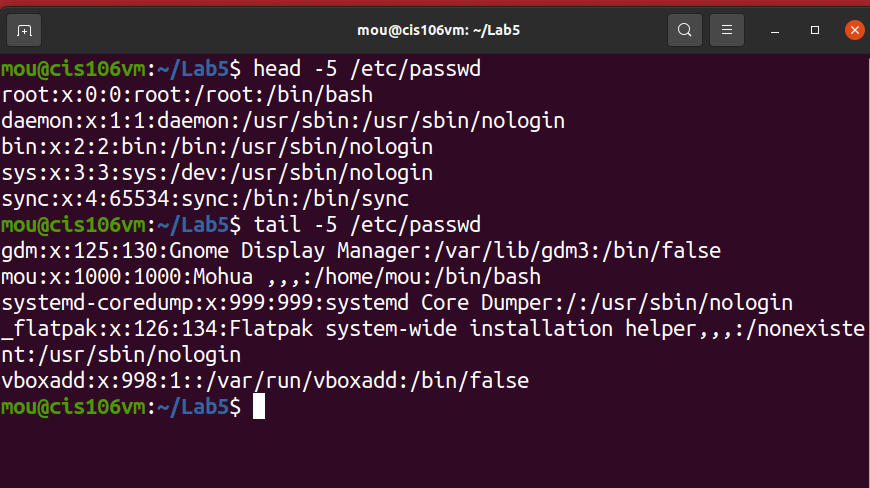 mou@cis106vm: ~/Lab5
mou@cis106vm:~/Lab5$ head -5 /etc/passwd
root:x:0:0:root:/root:/bin/bash
daemon:x:1:1:daemon:/usr/sbin:/usr/sbin/nologin
bin:x:2:2:bin:/bin:/usr/sbin/nologin
sys:x:3:3:sys:/dev:/usr/sbin/nologin
sync:x:4:65534:sync:/bin:/bin/sync
mou@cis106vm:~/Lab5$ tail -5 /etc/passwd
gdm:x:125:130:Gnome Display Manager:/var/lib/gdm3:/bin/false
mou:x:1000:1000:Mohua ,,,:/home/mou:/bin/bash
systemd-coredump:x:999:999:systemd Core Dumper:/:/usr/sbin/nologin
_flatpak:x:126:134:Flatpak system-wide installation helper,,,:/nonexiste
nt:/usr/sbin/nologin
vboxadd:x:998:1::/var/run/vboxadd:/bin/false
mou@cis106vm:~/Lab5$